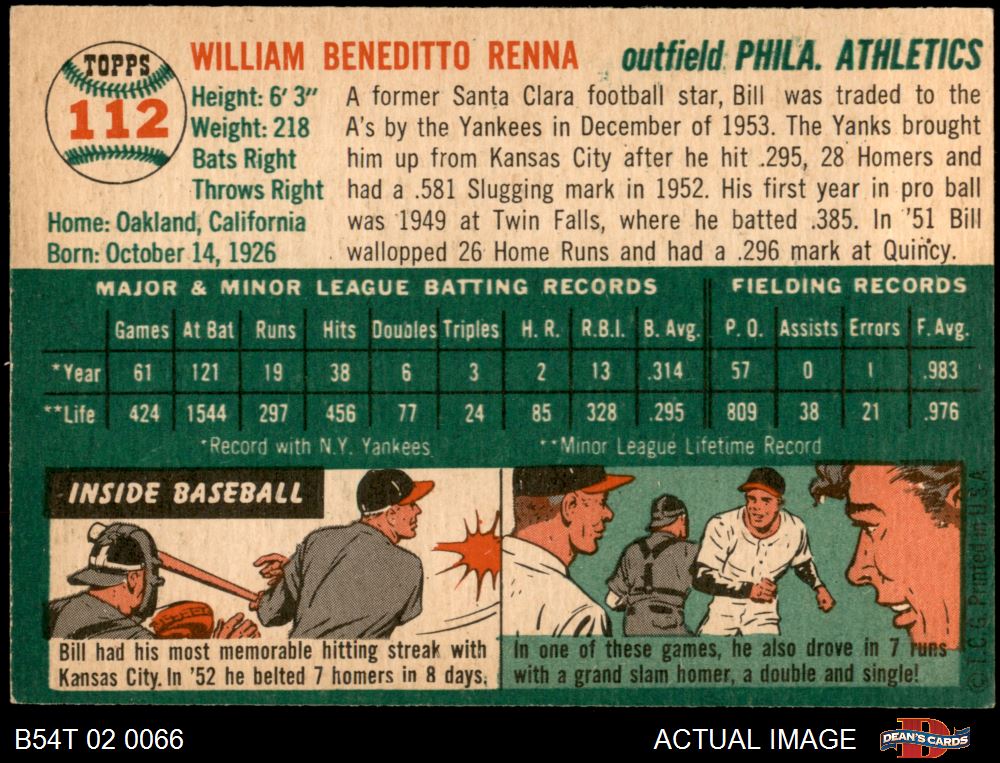 TOPPS
112
WILLIAM BENEDITTO RENNA
outfield PHILA. ATHLETICS
Height: 6' 3"
Weight: 218
Bats Right
Throws Right
Home: Oakland, California
Born: October 14, 1926
A former Santa Clara football star, Bill was traded to the
A's by the Yankees in December of 1953. The Yanks brought
him up from Kansas City after he hit .295, 28 Homers and
had a .581 Slugging mark in 1952. His first year in pro ball
was 1949 at Twin Falls, where he batted .385. In '51 Bill
walloped 26 Home Runs and had a .296 mark at Quincy.
MAJOR & MINOR LEAGUE BATTING RECORDS FIELDING RECORDS
Games At Bat Runs Hits Doubles Triples H. R. R.B.I. B. Avg. P. O. Assists Errors F. Avg.
*Year 61 121 19 38 6 3 2 13 .314 57 0 1 .983
**Life 424 1544 297 456 77 24 85 328 .295 809 38 21 .976
*Record with N.Y. Yankees **Minor League Lifetime Record
INSIDE BASEBALL
Bill had his most memorable hitting streak with
Kansas City. In '52 he belted 7 homers in 8 days.
In one of these games, he also drove in 7 runs
with a grand slam homer, a double and single!
© T. C. G. Printed in U.S.A.
B54T 02 0066
ACTUAL IMAGE
D
DEAN'S CARDS